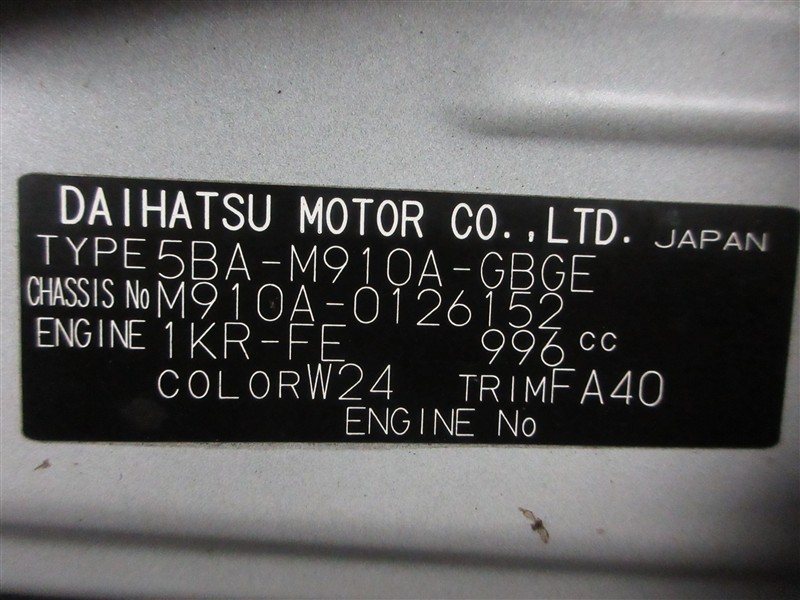 DAIHATSU MOTOR CO.,LTD. JAPAN
TYPE 5BA-M910A-GBGE
CHASSIS No M910A-0126152
ENGINE 1KR-FE 996 CC
COLOR W24 TRIM FA40
ENGINE No